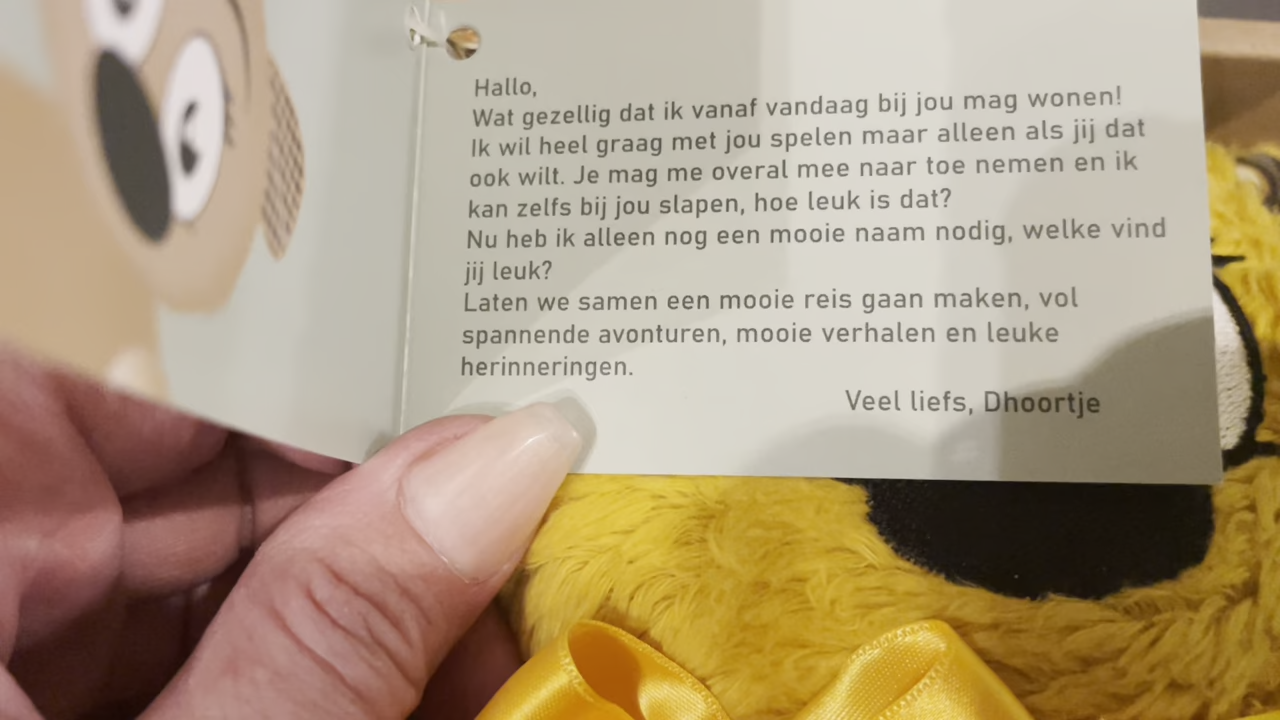 Hallo,
Wat gezellig dat ik vanaf vandaag bij jou mag wonen!
Ik wil heel graag met jou spelen maar alleen als jij dat
ook wilt. Je mag me overal mee naar toe nemen en ik
kan zelfs bij jou slapen, hoe leuk is dat?
Nu heb ik alleen nog een mooie naam nodig, welke vind
jij leuk?
Laten we samen een mooie reis gaan maken, vol
spannende avonturen, mooie verhalen en leuke
herinneringen.
Veel liefs, Dhoortje